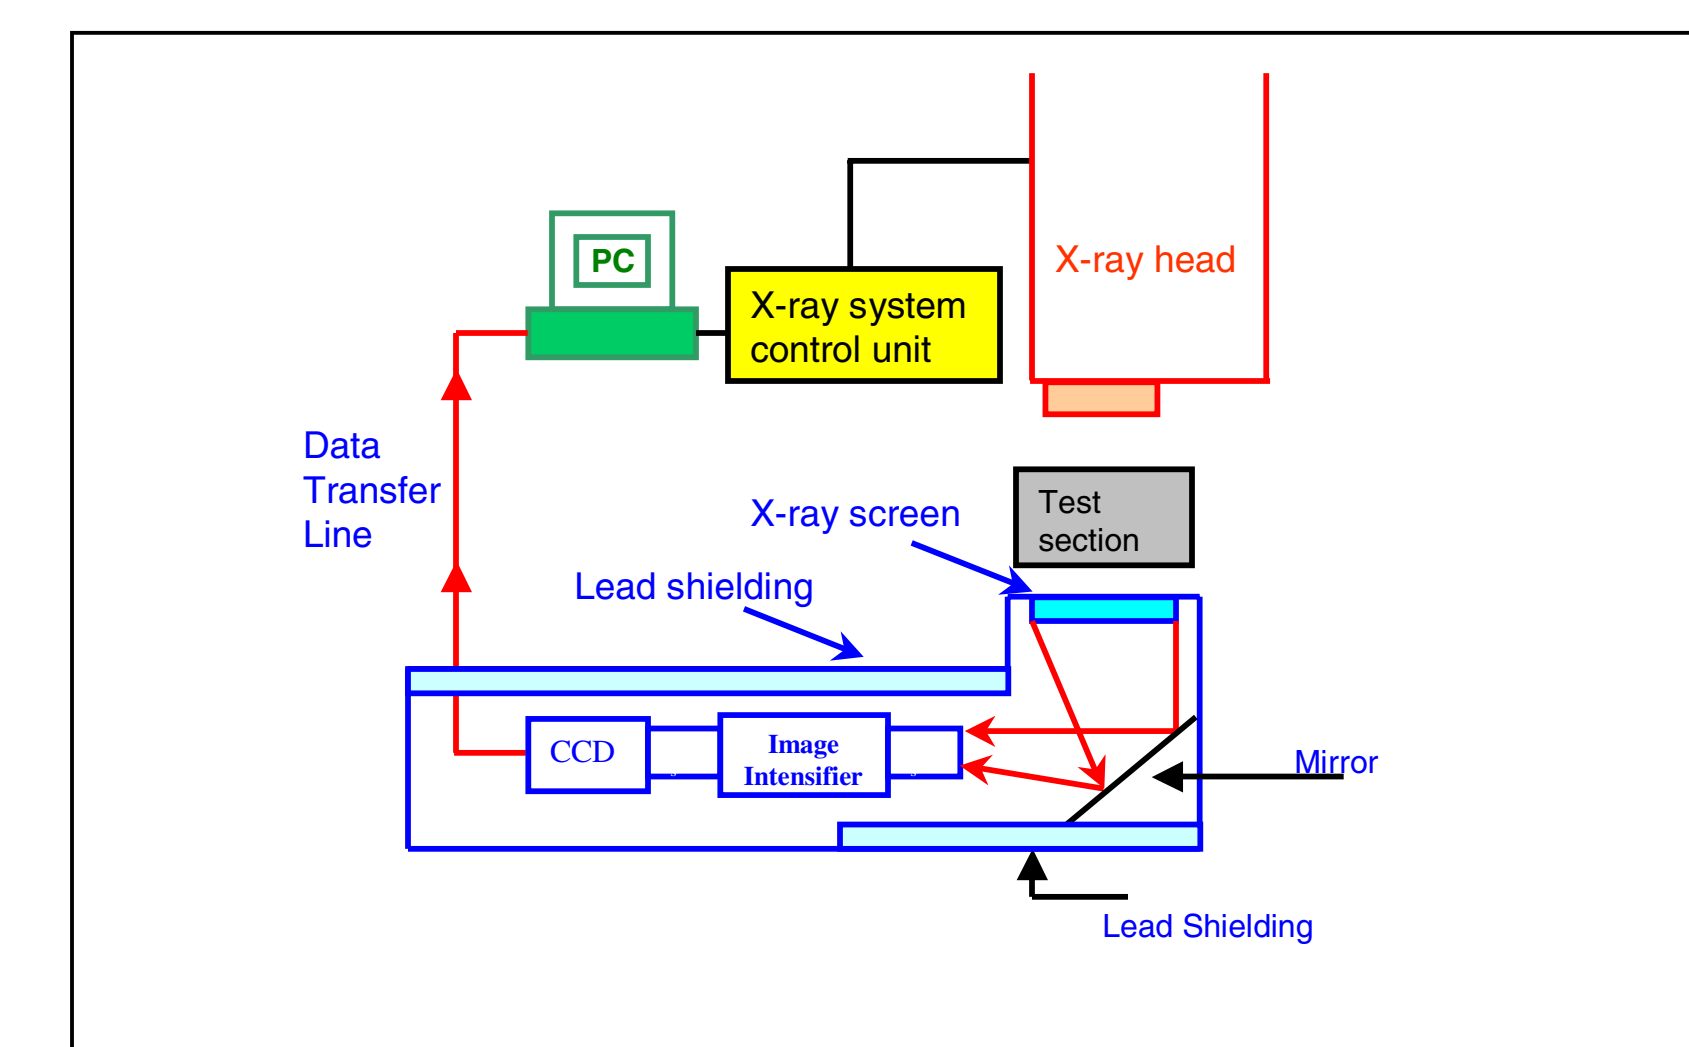 PC
X-ray head
X-ray system
control unit
Data
Transfer
Line
Test
section
X-ray screen
Lead shielding
CCD
Image
Intensifier
Mirror
Lead Shielding